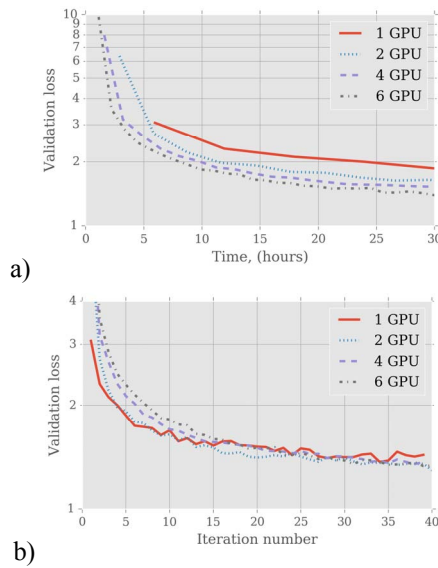 10
9
8
7
6
5
4
3
2
1
Validation loss
1 GPU
2 GPU
4 GPU
6 GPU
0 5 10 15 20 25 30
Time, (hours)
a)
4
3
2
1
Validation loss
1 GPU
2 GPU
4 GPU
6 GPU
0 5 10 15 20 25 30 35 40
Iteration number
b)